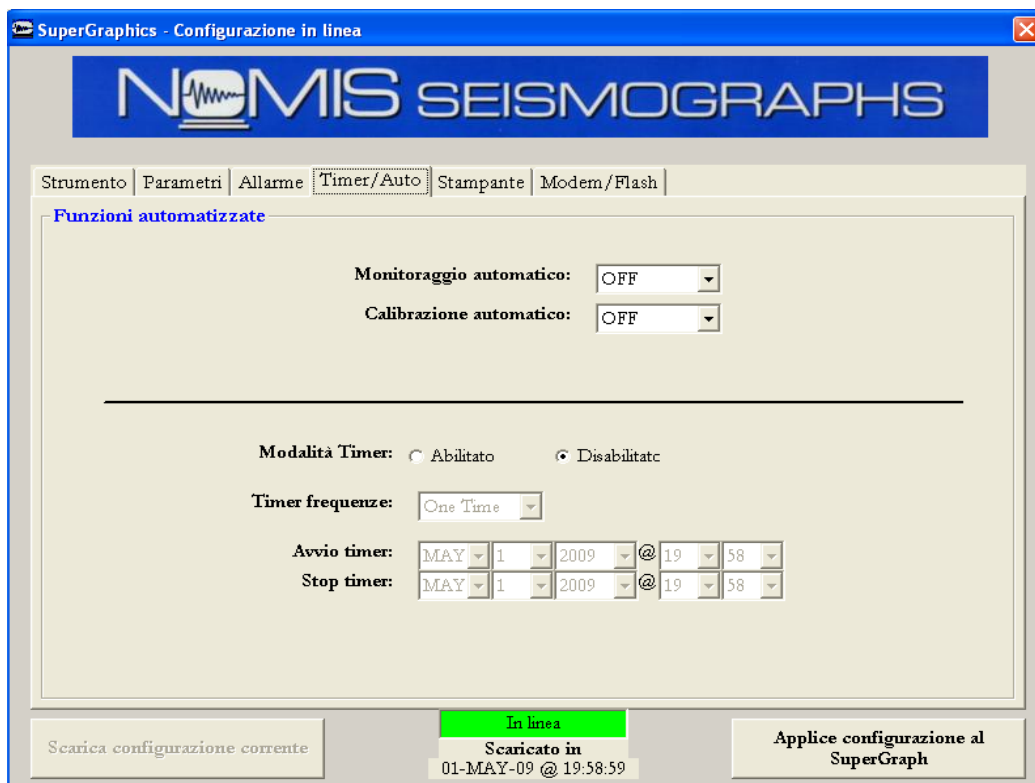 SuperGraphics - Configurazione in linea
NOMIS SEISMOGRAPHS
Strumento Parametri Allarme Timer/Auto Stampante Modem/Flash
Funzioni automatizzate
Monitoraggio automatico: OFF
Calibrazione automatico: OFF
Modalità Timer: Abilitato Disabilitatc
Timer frequenze: One Time
Avvio timer: MAY 1 2009 @ 19 58
Stop timer: MAY 1 2009 @ 19 58
Scarica configurazione corrente
In linea
Scaricato in
01-MAY-09 @ 19:58:59
Applice configurazione al
SuperGraph